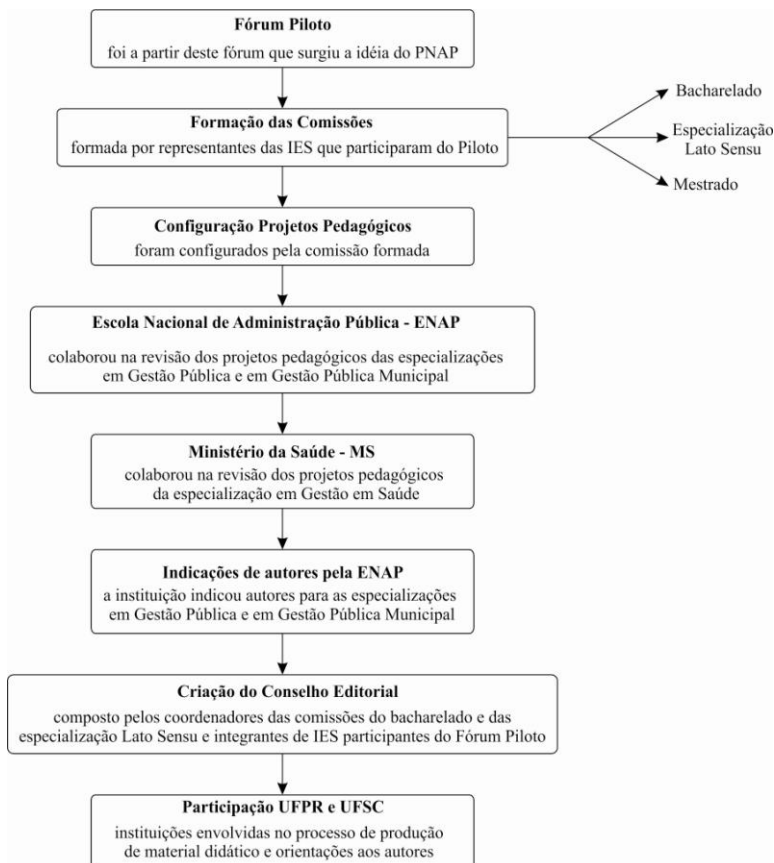 Fórum Piloto
foi a partir deste fórum que surgiu a idéia do PNAP
Formação das Comissões
formada por representantes das IES que participaram do Piloto
Bacharelado
Especialização
Lato Sensu
Mestrado
Configuração Projetos Pedagógicos
foram configurados pela comissão formada
Escola Nacional de Administração Pública - ENAP
colaborou na revisão dos projetos pedagógicos das especializações
em Gestão Pública e em Gestão Pública Municipal
Ministério da Saúde - MS
colaborou na revisão dos projetos pedagógicos
da especialização em Gestão em Saúde
Indicações de autores pela ENAP
a instituição indicou autores para as especializações
em Gestão Pública e em Gestão Pública Municipal
Criação do Conselho Editorial
composto pelos coordenadores das comissões do bacharelado e das
especialização Lato Sensu e integrantes de IES participantes do Fórum Piloto
Participação UFPR e UFSC
instituições envolvidas no processo de produção
de material didático e orientações aos autores